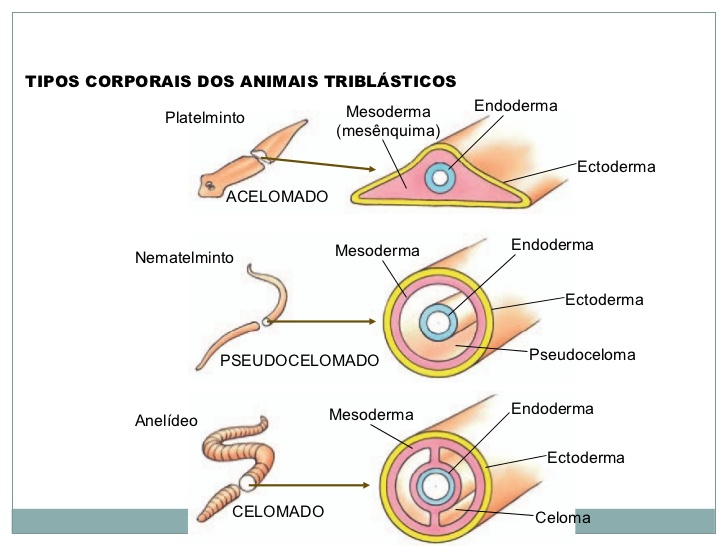 TIPOS CORPORAIS DOS ANIMAIS TRIBLÁSTICOS
Platelminto
Mesoderma
(mesênquima)
Endoderma
Ectoderma
ACELOMADO
Nematelminto
Mesoderma
Endoderma
Ectoderma
Pseudoceloma
PSEUDOCELOMADO
Anelídeo
Mesoderma
Endoderma
Ectoderma
Celoma
CELOMADO